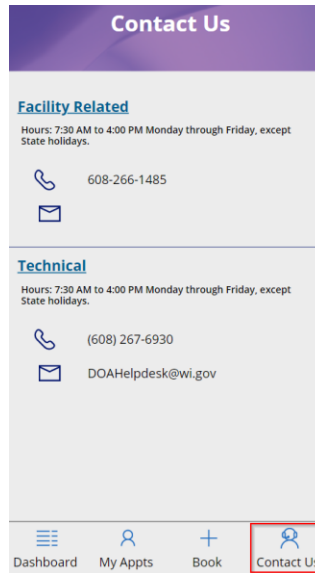 Contact Us
Facility Related
Hours: 7:30 AM to 4:00 PM Monday through Friday, except
State holidays.
608-266-1485
Technical
Hours: 7:30 AM to 4:00 PM Monday through Friday, except
State holidays.
(608) 267-6930
DOAHelpdesk@wi.gov
Dashboard My Appts Book Contact Us